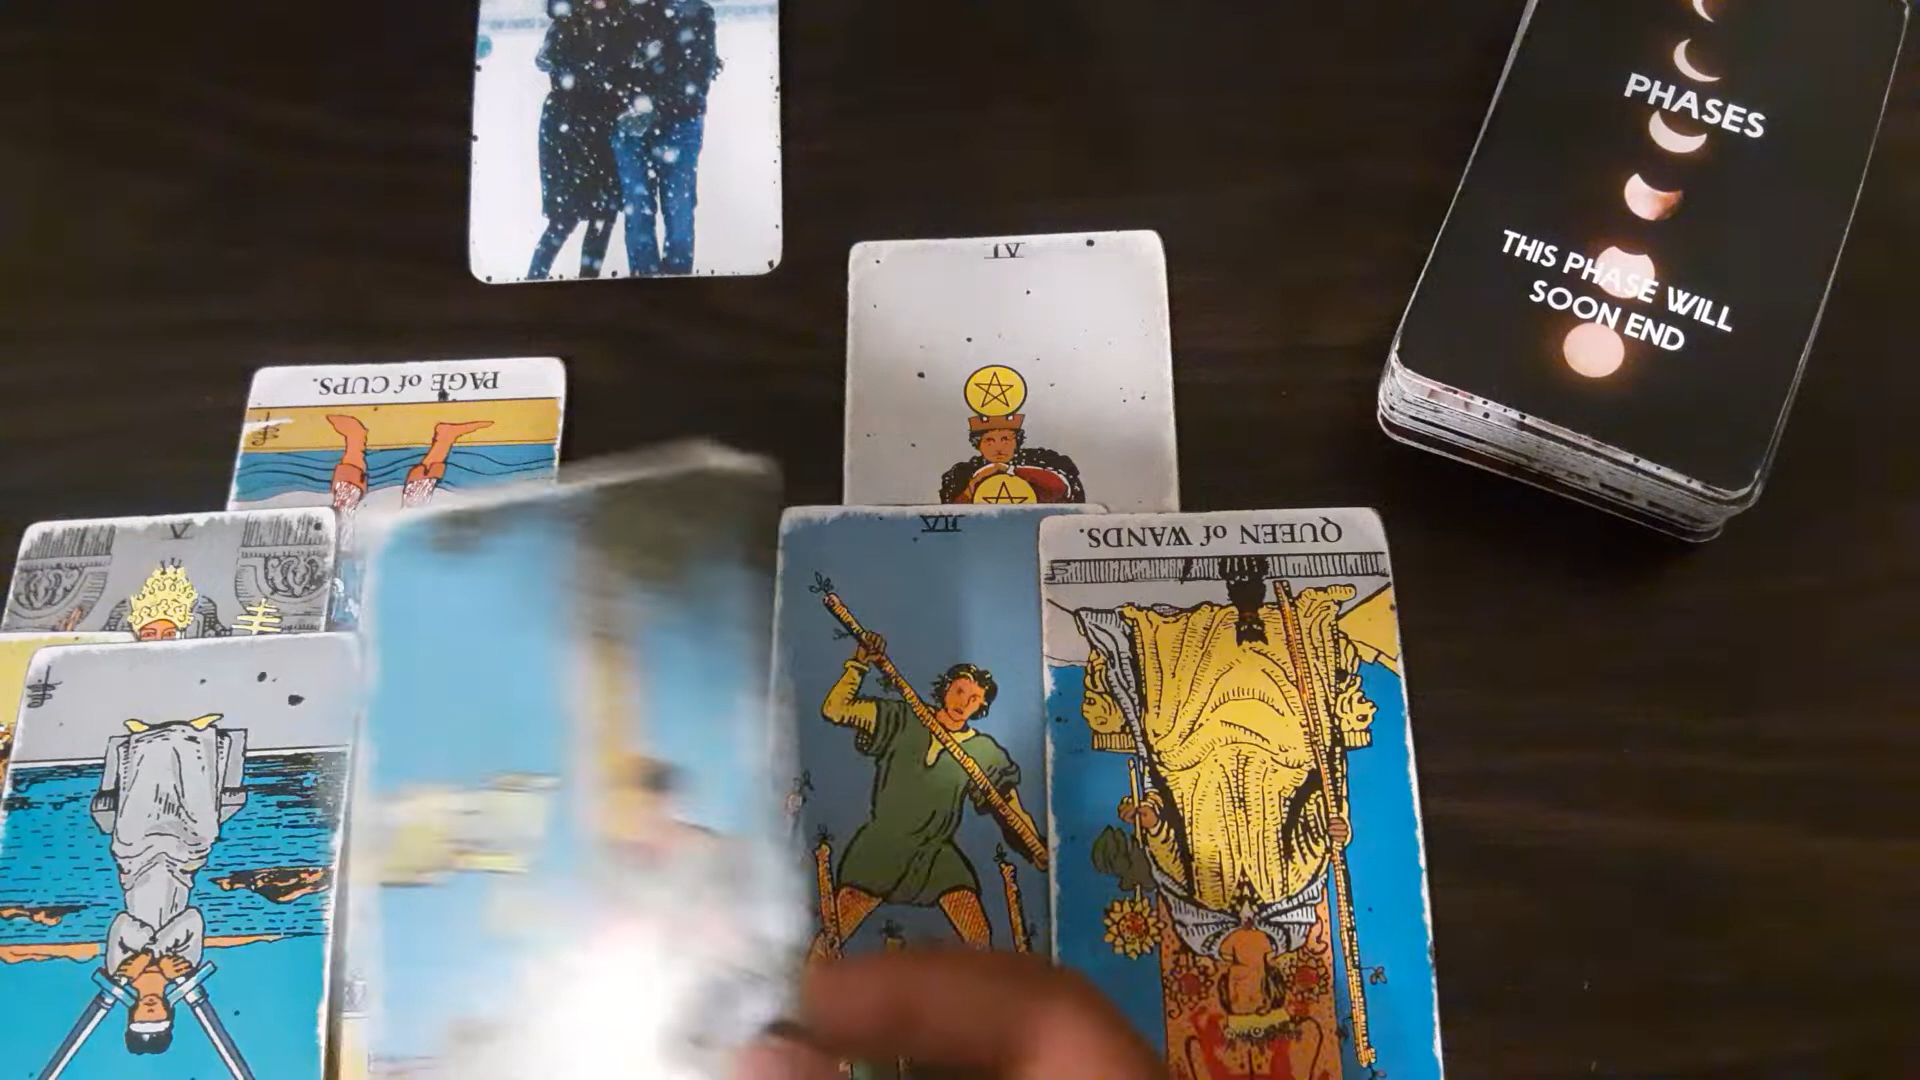 PHASES
THIS PHASE WILL
SOON END
IV
PAGE of CUPS.
V
VII
QUEEN of WANDS.